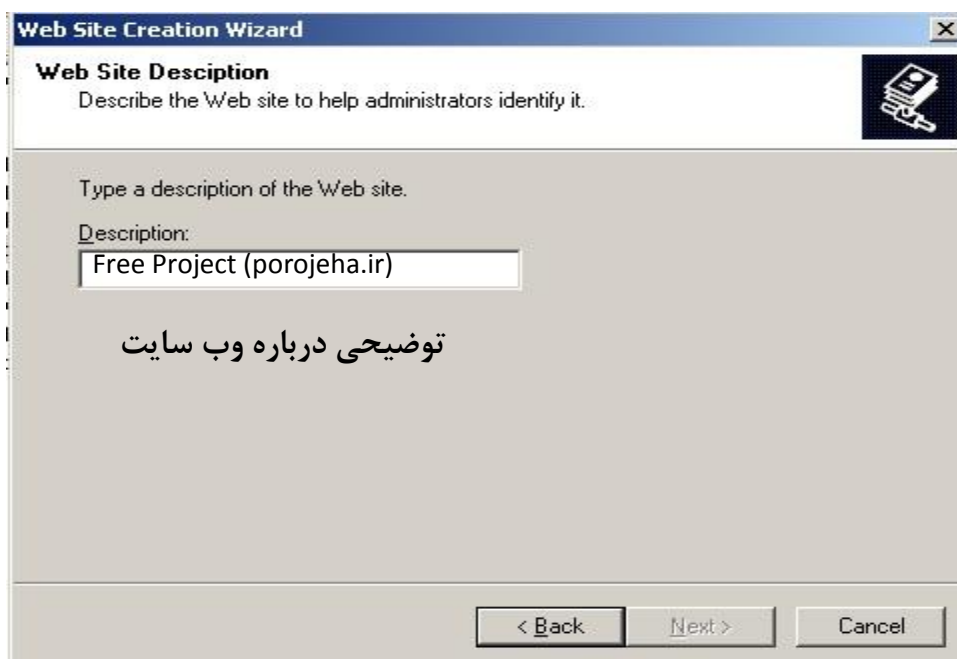 Web Site Creation Wizard
Web Site Desciption
Describe the Web site to help administrators identify it.
Type a description of the Web site.
Description:
Free Project (porojeha.ir)
توضیحی درباره وب سایت
< Back
Next >
Cancel